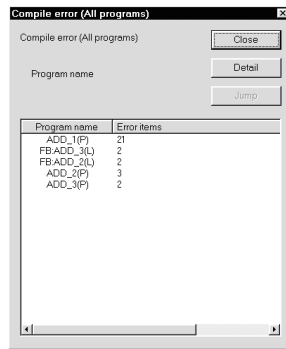 Compile error (All programs)
Compile error (All programs)
Close
Program name
Detail
Jump
Program name Error items
ADD_1(P) 21
FB:ADD_3(L) 2
FB:ADD_2(L) 2
ADD_2(P) 3
ADD_3(P) 2